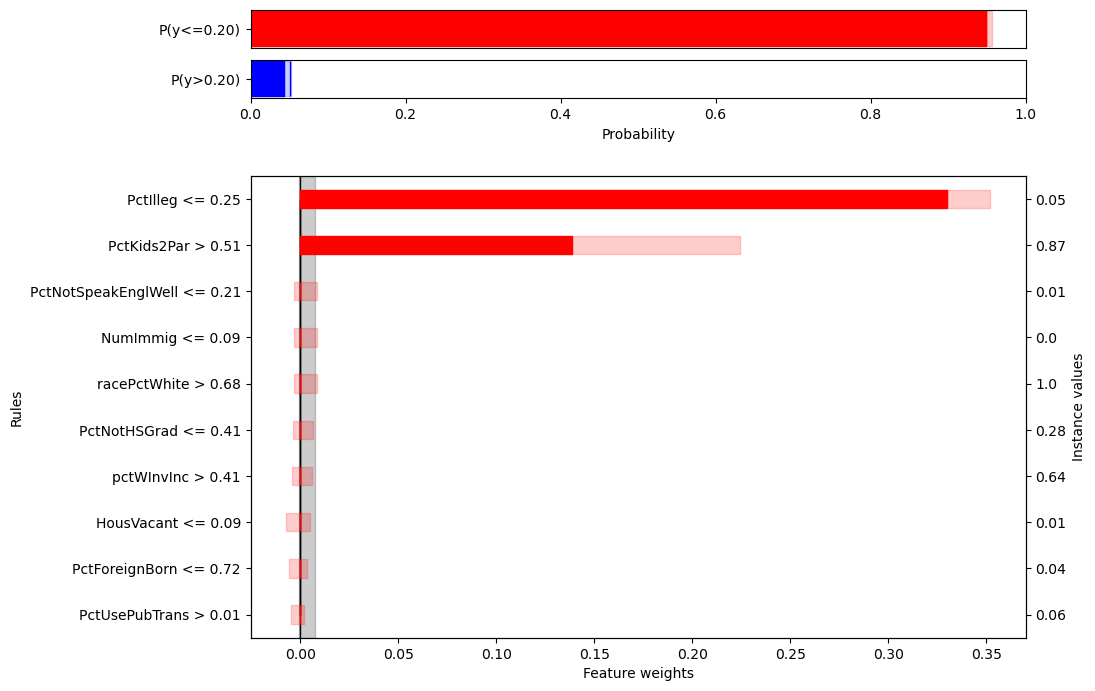 P(y<=0.20)
P(y>0.20)
0.0 0.2 0.4 0.6 0.8 1.0
Probability
Rules
PctIlleg <= 0.25 0.05
PctKids2Par > 0.51 0.87
PctNotSpeakEnglWell <= 0.21 0.01
NumImmig <= 0.09 0.0
racePctWhite > 0.68 1.0
PctNotHSGrad <= 0.41 0.28
pctWInvInc > 0.41 0.64
HousVacant <= 0.09 0.01
PctForeignBorn <= 0.72 0.04
PctUsePubTrans > 0.01 0.06
Instance values
0.00 0.05 0.10 0.15 0.20 0.25 0.30 0.35
Feature weights